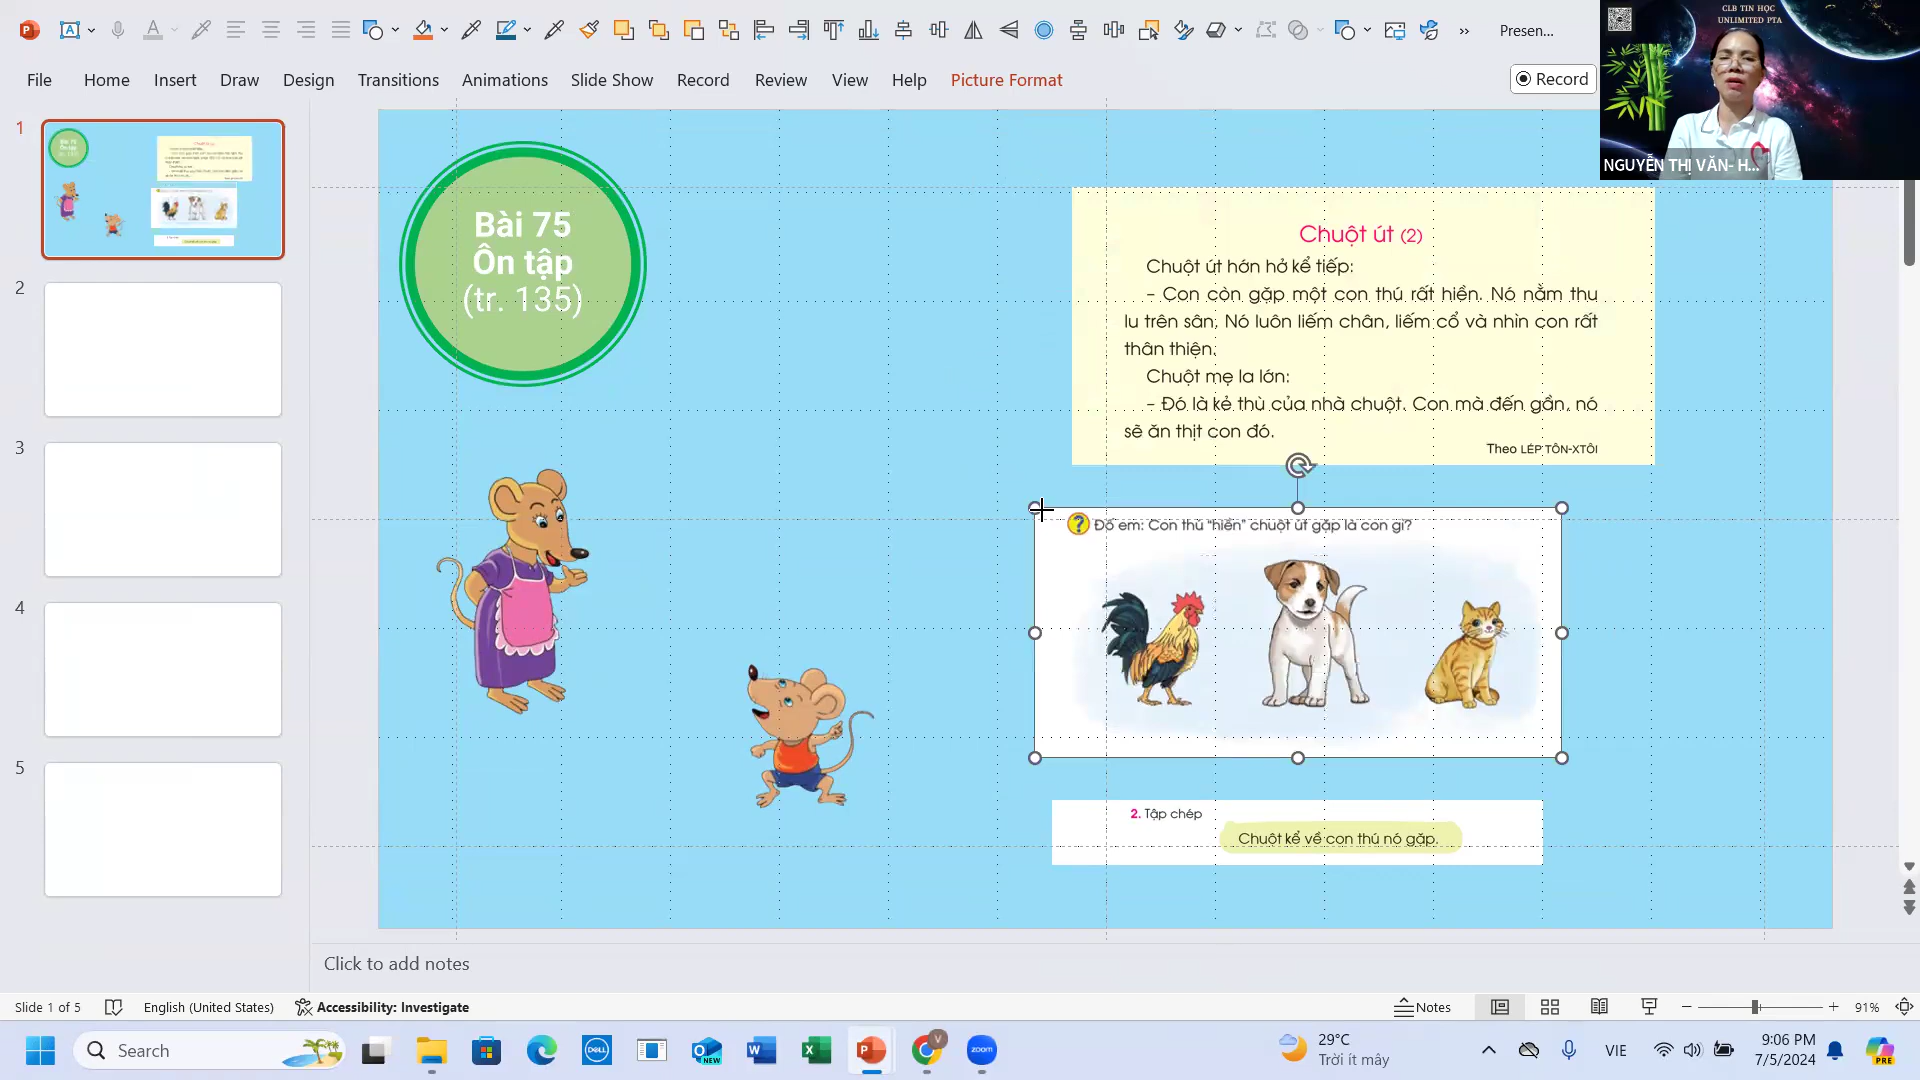 Presen...
CLB TIN HỌC
UNLIMITED PTA
NGUYỄN THỊ VĂN- H...
File Home Insert Draw Design Transitions Animations Slide Show Record Review View Help Picture Format
Record
1
2
3
4
5
Bài 75
Ôn tập
(tr. 135)
Chuột út (2)
Chuột út hớn hở kể tiếp:
– Con còn gặp một con thú rất hiền. Nó nằm thu
lu trên sân. Nó luôn liếm chân, liếm cổ và nhìn con rất
thân thiện.
Chuột mẹ la lớn:
– Đó là kẻ thù của nhà chuột. Con mà đến gần, nó
sẽ ăn thịt con đó.
Theo LÉP TÔN-XTÔI
? Đố em: Con thú "hiền" chuột út gặp là con gì?
2. Tập chép
Chuột kể về con thú nó gặp.
Click to add notes
Slide 1 of 5 English (United States) Accessibility: Investigate Notes 91%
Search
DELL
NEW
zoom
V
29°C
Trời ít mây
VIE
9:06 PM
7/5/2024
PRE